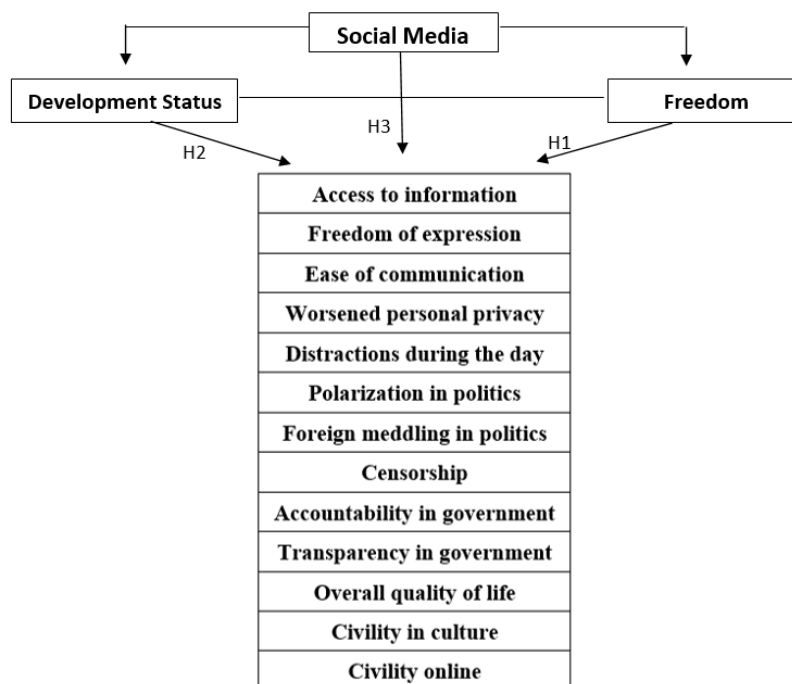 Social Media
Development Status
Freedom
H3
H2
H1
Access to information
Freedom of expression
Ease of communication
Worsened personal privacy
Distractions during the day
Polarization in politics
Foreign meddling in politics
Censorship
Accountability in government
Transparency in government
Overall quality of life
Civility in culture
Civility online